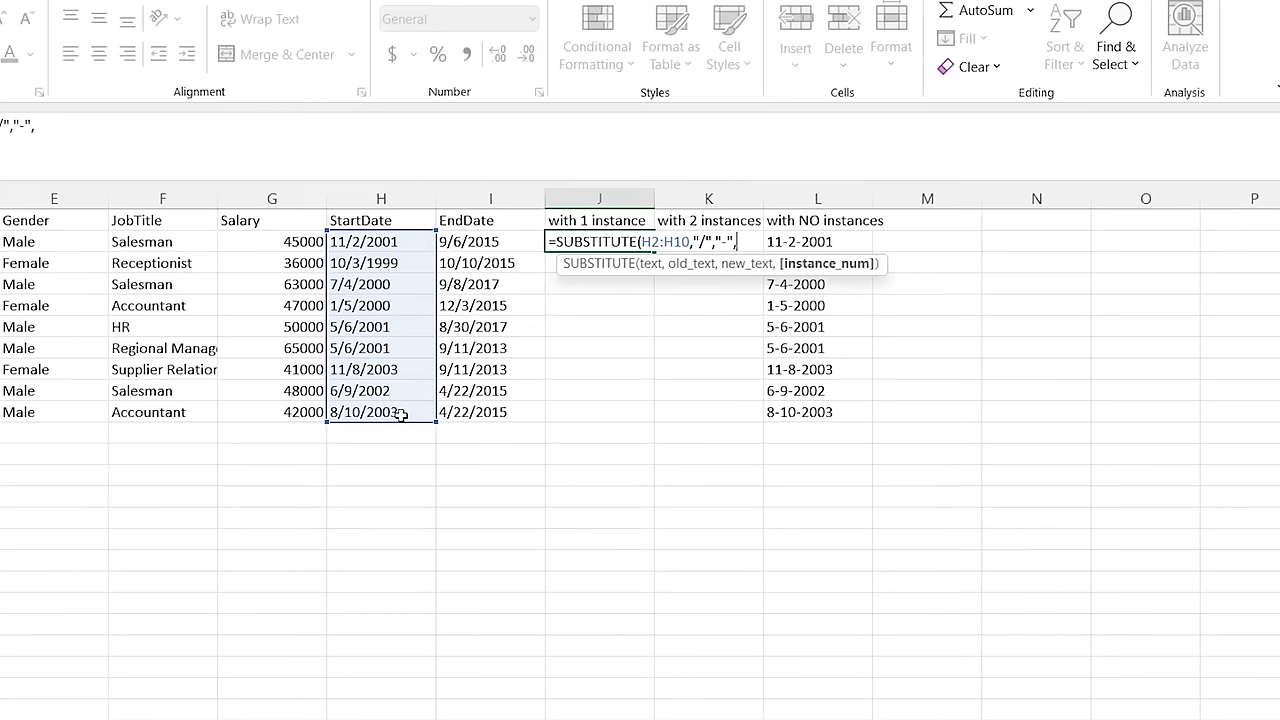 A^ A˅ ab Wrap Text General AutoSum
A Merge & Center $ % , .00 Conditional Formatting Format as Table Cell Styles Insert Delete Format Fill Clear Sort & Filter Find & Select Analyze Data
Alignment Number Styles Cells Editing Analysis
/","-",
E F G H I J K L M N O P
Gender JobTitle Salary StartDate EndDate with 1 instance with 2 instances with NO instances
Male Salesman 45000 11/2/2001 9/6/2015 =SUBSTITUTE(H2:H10,"/","-", 11-2-2001
Female Receptionist 36000 10/3/1999 10/10/2015 SUBSTITUTE(text, old_text, new_text, [instance_num])
Male Salesman 63000 7/4/2000 9/8/2017 7-4-2000
Female Accountant 47000 1/5/2000 12/3/2015 1-5-2000
Male HR 50000 5/6/2001 8/30/2017 5-6-2001
Male Regional Manag 65000 5/6/2001 9/11/2013 5-6-2001
Female Supplier Relation 41000 11/8/2003 9/11/2013 11-8-2003
Male Salesman 48000 6/9/2002 4/22/2015 6-9-2002
Male Accountant 42000 8/10/2003 4/22/2015 8-10-2003